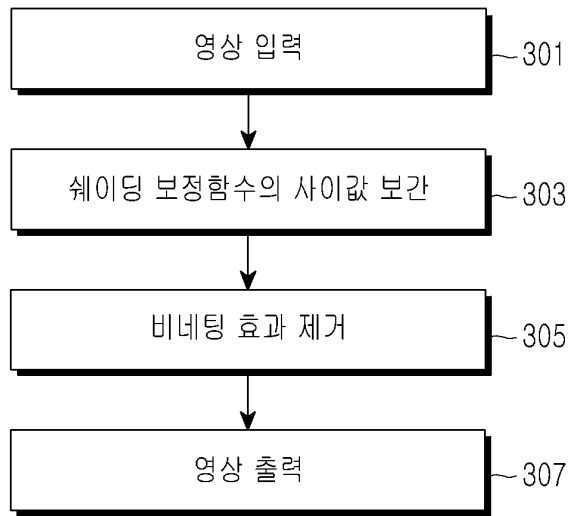 영상 입력
301
쉐이딩 보정함수의 사이값 보간
303
비네팅 효과 제거
305
영상 출력
307